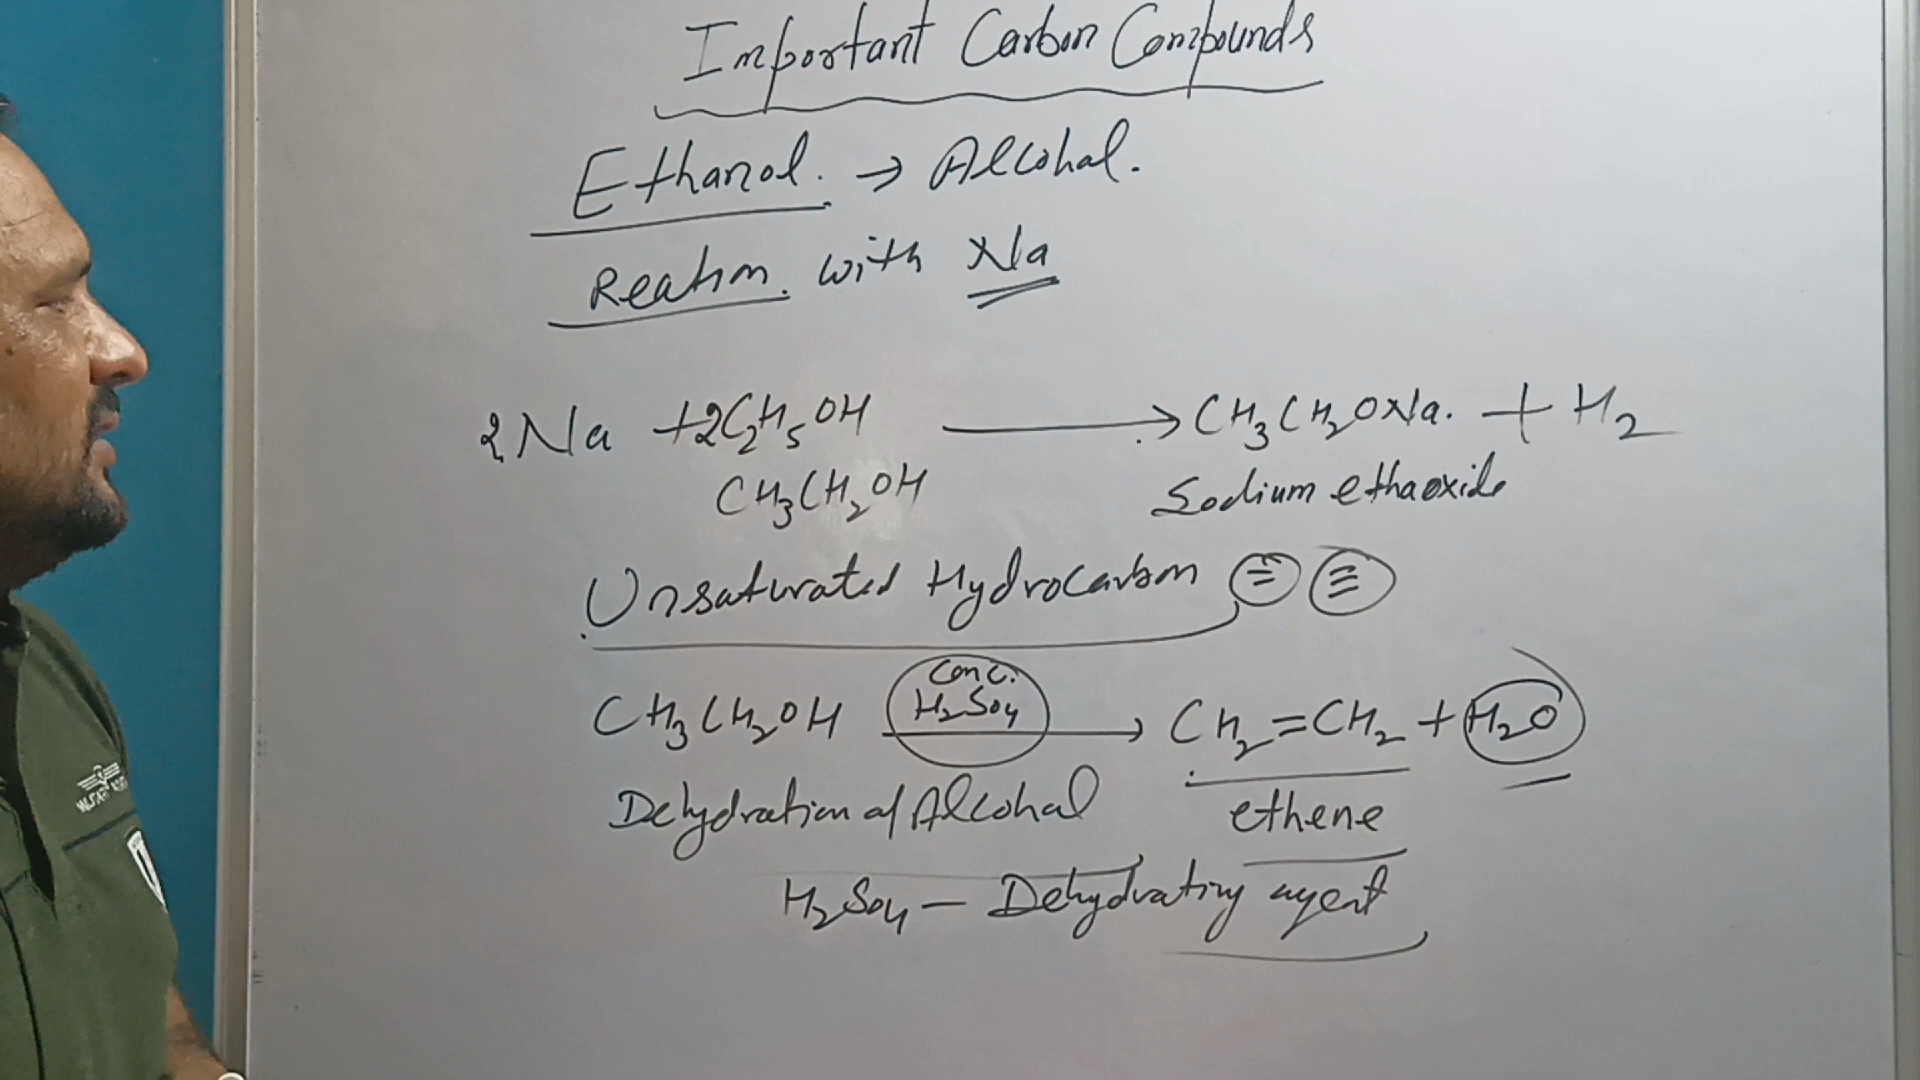 Important Carbon Compounds
Ethanol. → Alcohal.
Reation. with Na
2Na +2C₂H₅OH → CH₃CH₂ONa. + H₂
CH₃CH₂OH Sodium ethaoxide
Unsaturated Hydrocarbon = ≡
Conc.
CH₃CH₂OH H₂SO₄ → CH₂=CH₂ + H₂O
Dehydration of Alcohal ethene
H₂SO₄ – Dehydrating agent